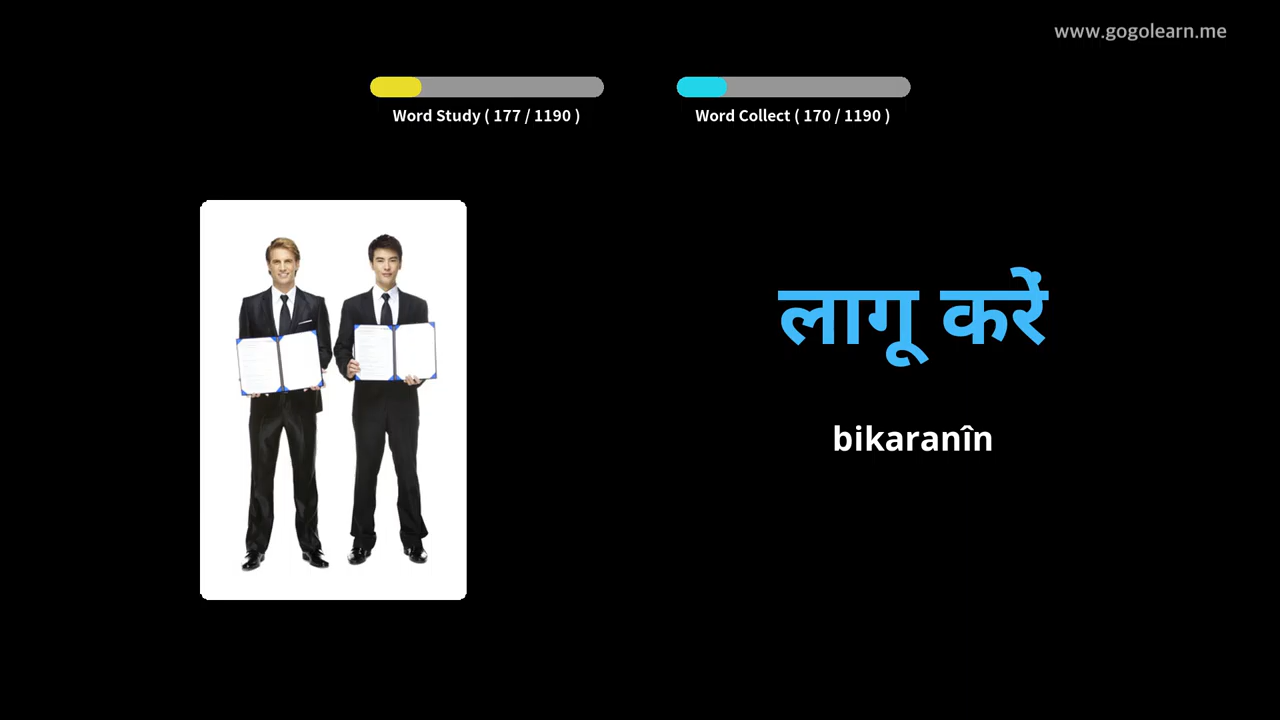 www.gogolearn.me
Word Study ( 177 / 1190 )
Word Collect ( 170 / 1190 )
लागू करें
bikaranîn